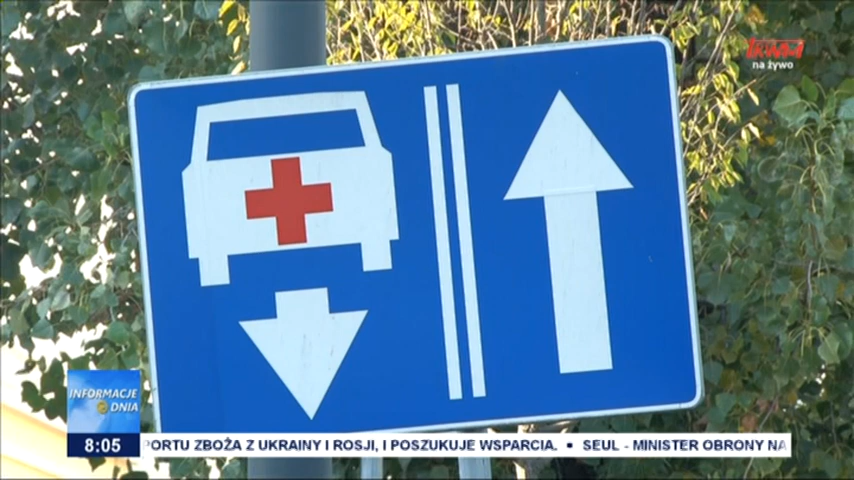 TRWAM
na żywo
INFORMACJE
DNIA
8:05
PORTU ZBOŻA Z UKRAINY I ROSJI, I POSZUKUJE WSPARCIA. • SEUL - MINISTER OBRONY NA